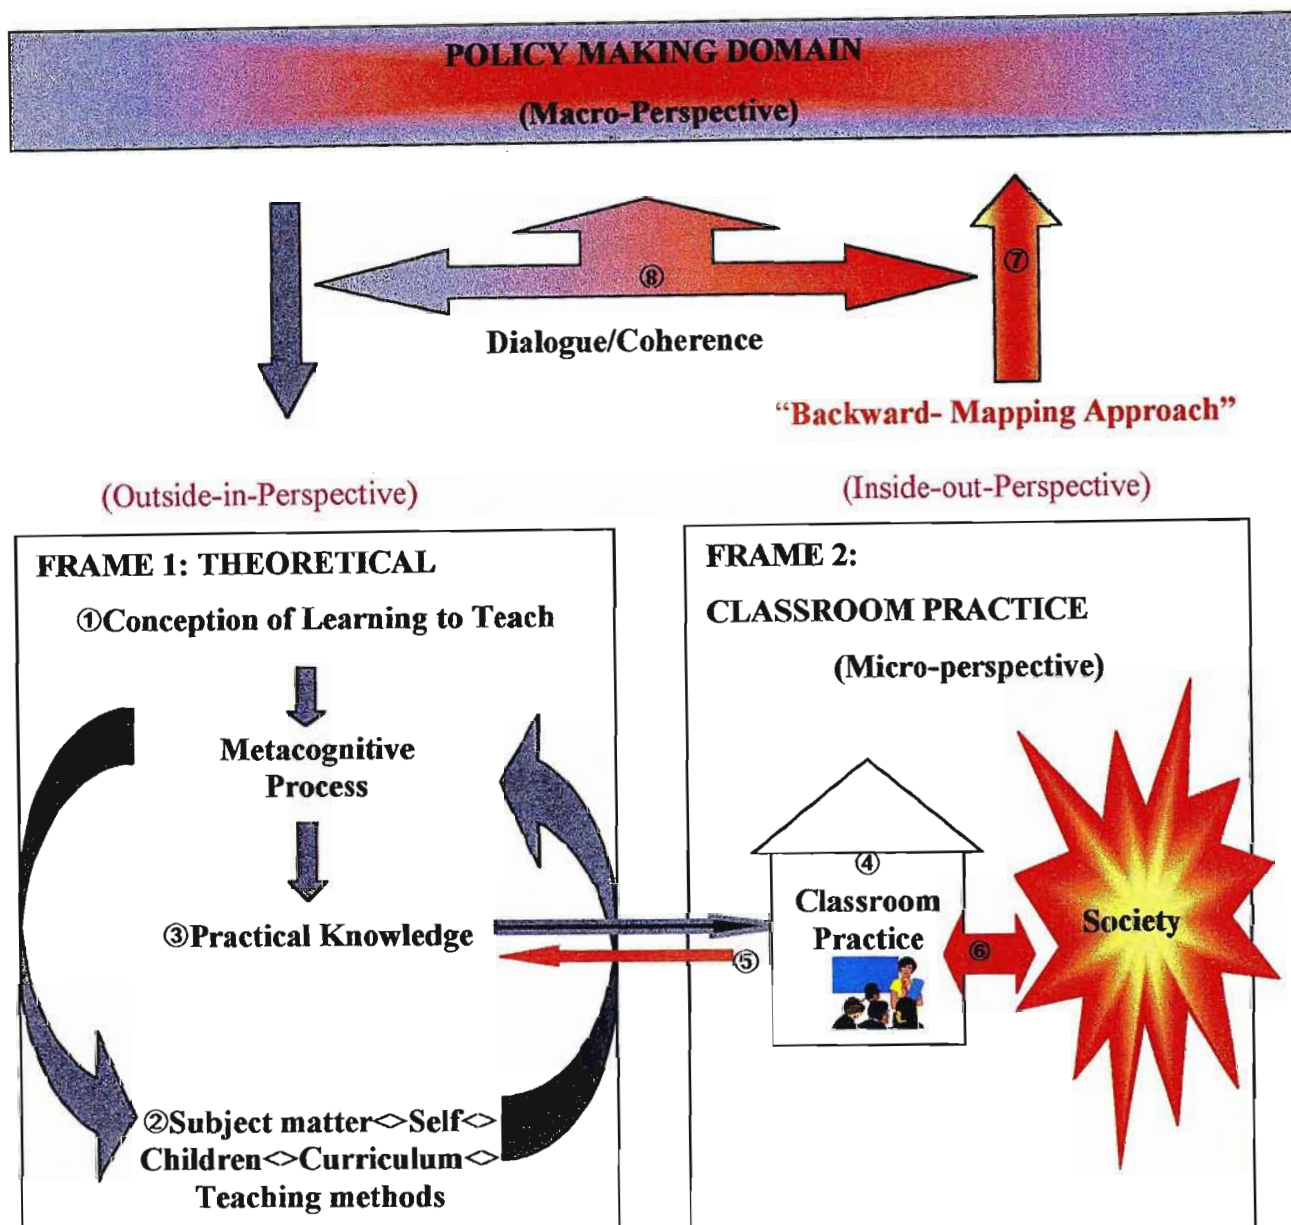 POLICY MAKING DOMAIN
(Macro-Perspective)
⑧
⑦
Dialogue/Coherence
“Backward- Mapping Approach”
(Outside-in-Perspective)
(Inside-out-Perspective)
FRAME 1: THEORETICAL
①Conception of Learning to Teach
Metacognitive
Process
③Practical Knowledge
②Subject matter<>Self<>
Children<>Curriculum<>
Teaching methods
FRAME 2:
CLASSROOM PRACTICE
(Micro-perspective)
④
Classroom
Practice
⑤
⑥
Society